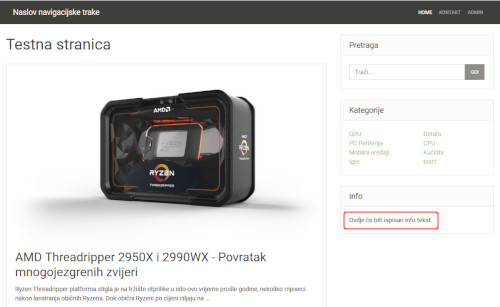 Naslov navigacijske trake
HOME KONTAKT ADMIN
Testna stranica
AMD
RYZEN
THREADRIPPER
AMD
RYZEN
AMD Threadripper 2950X i 2990WX - Povratak
mnogojezgrenih zvijeri
Ryzen Threadripper platforma stigla je na tržište otprilike u isto ovo vrijeme prošle godine, nekoliko mjeseci
nakon lansiranja običnih Ryzena. Dok obični Ryzeni po cijeni ciljaju na ...
Pretraga
Traži...
GO!
Kategorije
GPU Ostalo
PC Periferija CPU
Mobilni uređaji Kućišta
Igre test1
Info
Ovdje će biti ispisan info tekst.